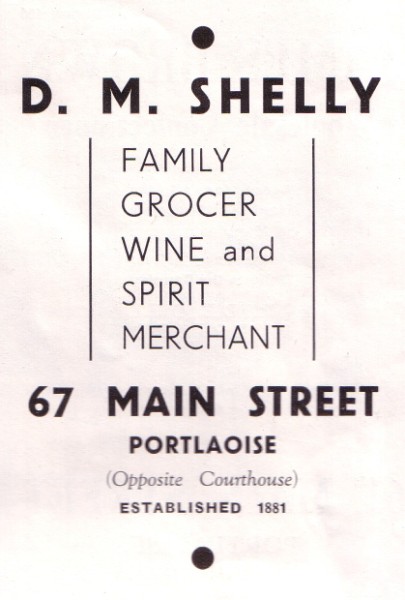 D. M. SHELLY
FAMILY
GROCER
WINE and
SPIRIT
MERCHANT
67 MAIN STREET
PORTLAOISE
(Opposite Courthouse)
ESTABLISHED 1881